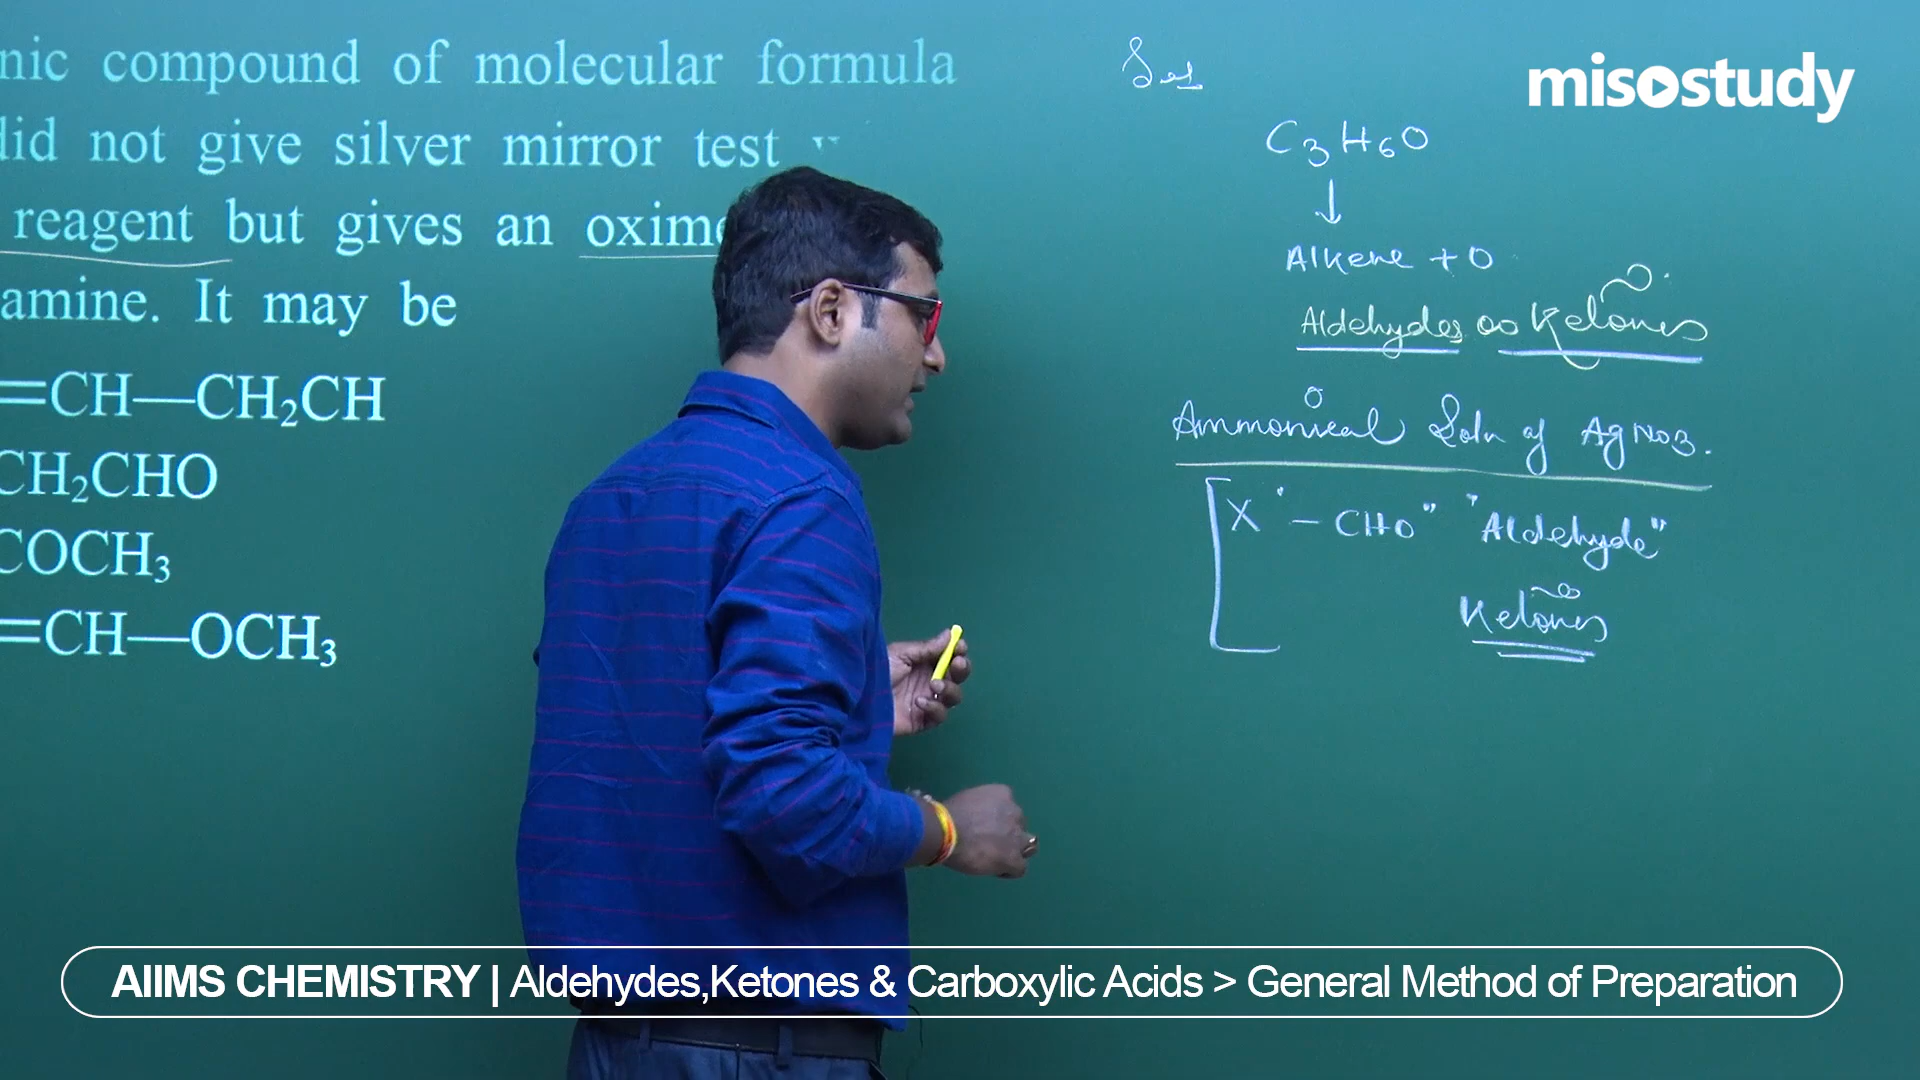 nic compound of molecular formula
did not give silver mirror test
reagent but gives an oxime
amine. It may be
=CH—CH₂CH
CH₂CHO
COCH₃
=CH—OCH₃
Sol
misostudy
C₃H₆O
↓
Alkene + O
Aldehydes or Ketones
Ammonical Soln of AgNO₃.
X "—CHO" "Aldehyde"
Ketones
AIIMS CHEMISTRY | Aldehydes,Ketones & Carboxylic Acids > General Method of Preparation